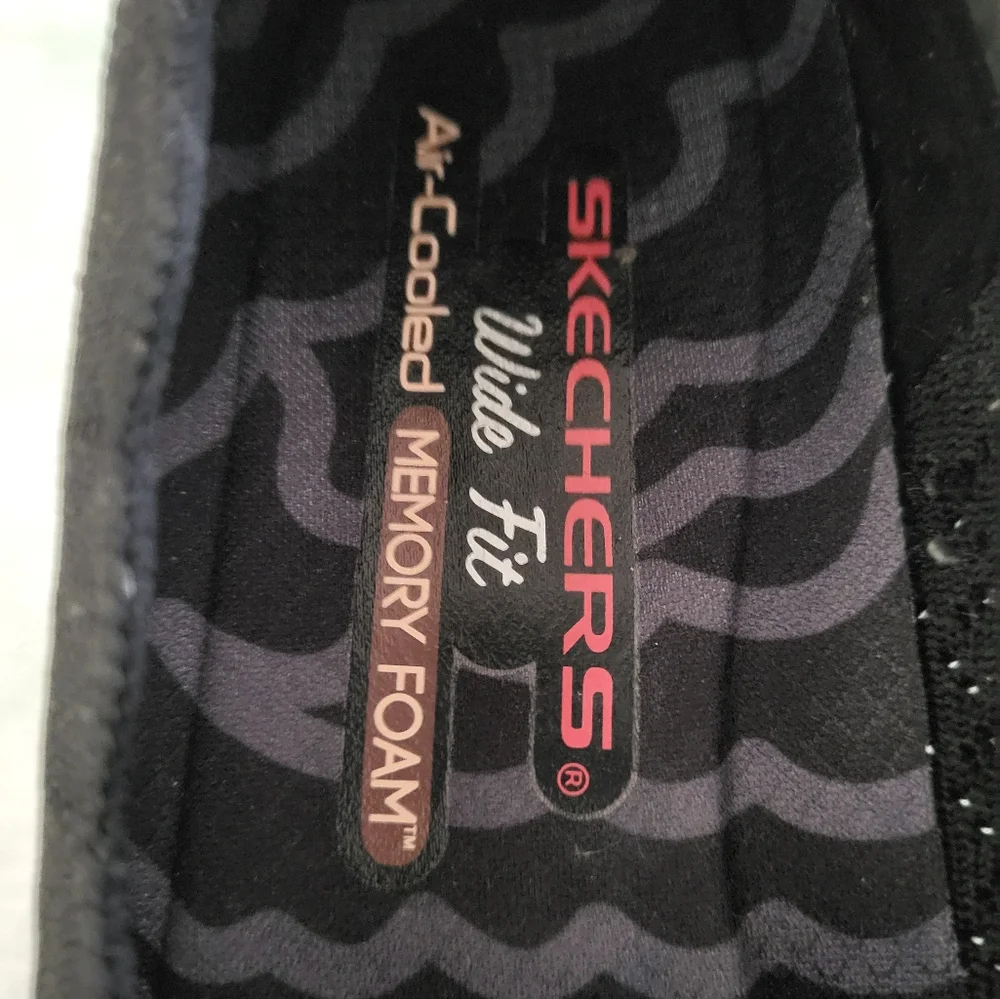 SKECHERS®
Wide Fit
Air-Cooled MEMORY FOAM™